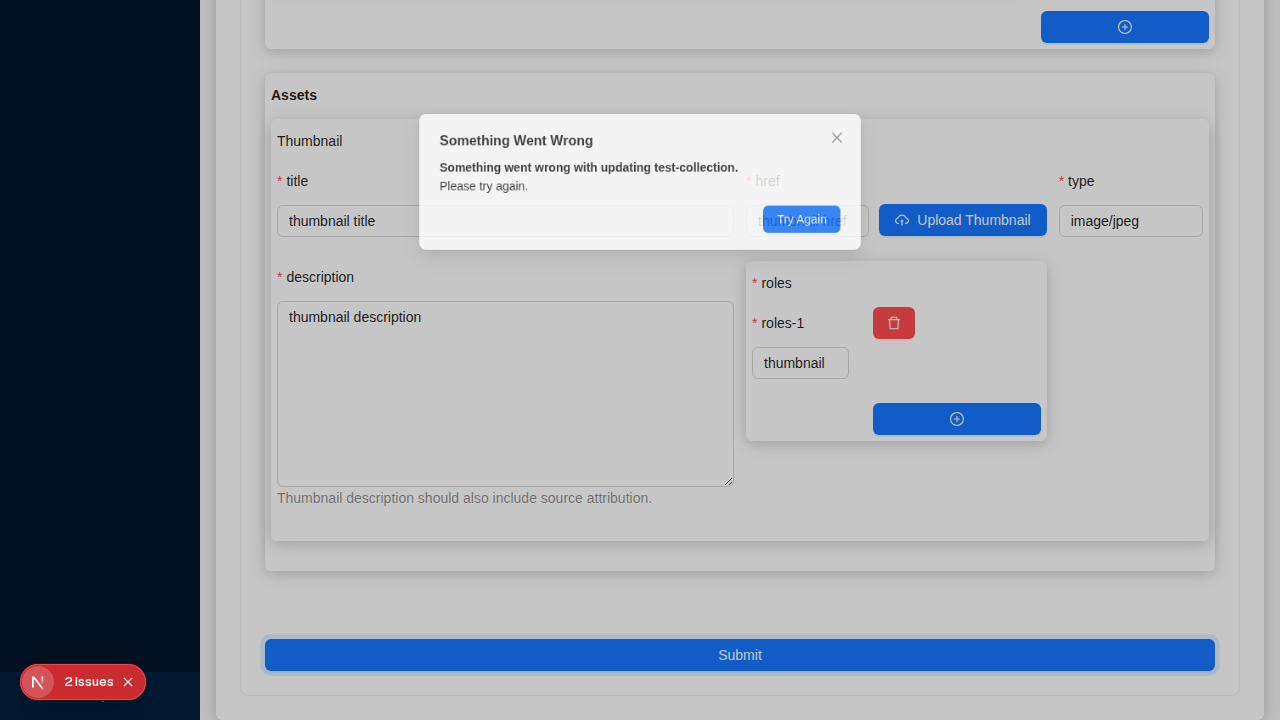 Assets
Thumbnail
Something Went Wrong
Something went wrong with updating test-collection.
Please try again.
Try Again
* title
* href
* type
thumbnail title
Upload Thumbnail
image/jpeg
* description
thumbnail description
* roles
* roles-1
thumbnail
Thumbnail description should also include source attribution.
Submit
N 2 Issues